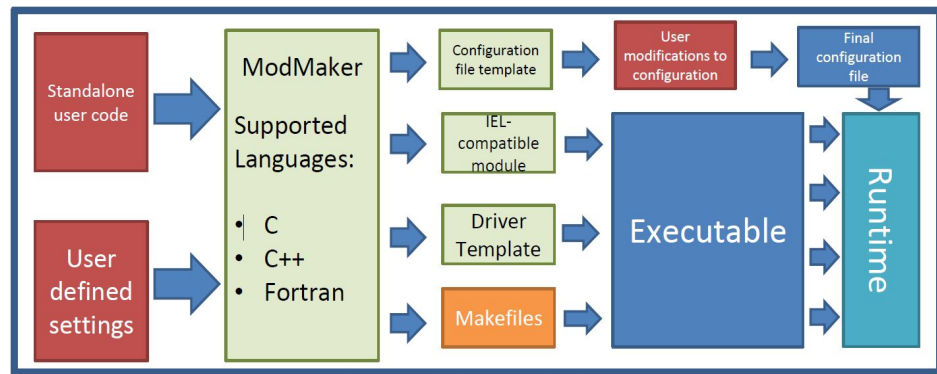 Standalone
user code
User
defined
settings
ModMaker
Supported
Languages:
• C
• C++
• Fortran
Configuration
file template
User
modifications to
configuration
Final
configuration
file
IEL-
compatible
module
Driver
Template
Makefiles
Executable
Runtime